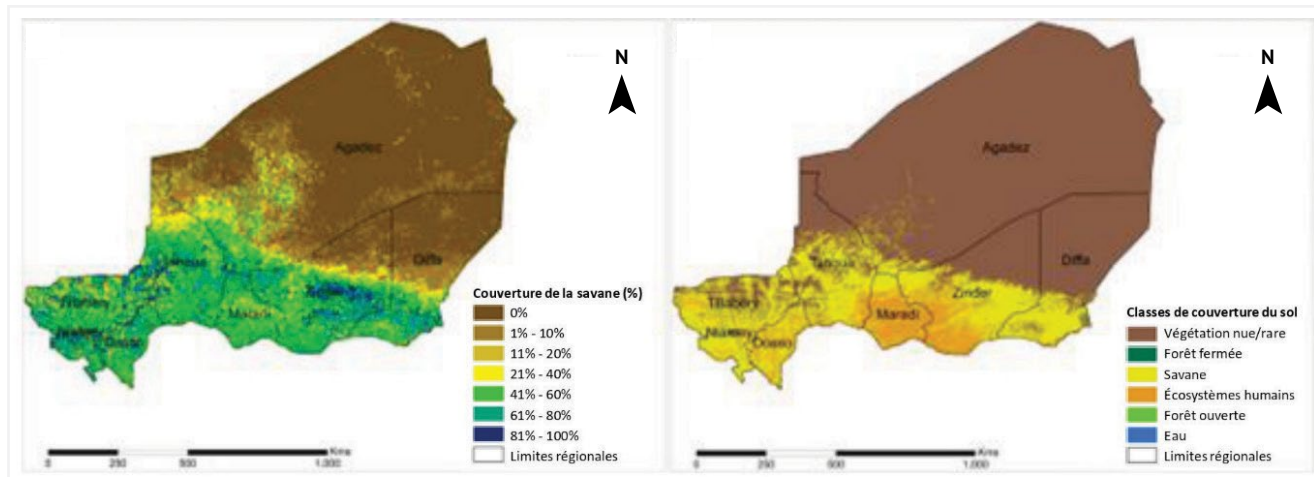 N
Agadez
Diffa
Tahoua
Zinder
Tillabéry
Maradi
Niamey
Dosso
Couverture de la savane (%)
0%
1% - 10%
11% - 20%
21% - 40%
41% - 60%
61% - 80%
81% - 100%
Limites régionales
Kms
0 250 500 1.000
N
Agadez
Diffa
Tahoua
Zinder
Tillabéry
Maradi
Niamey
Dosso
Classes de couverture du sol
Végétation nue/rare
Forêt fermée
Savane
Écosystèmes humains
Forêt ouverte
Eau
Limites régionales
Kms
0 250 500 1.000